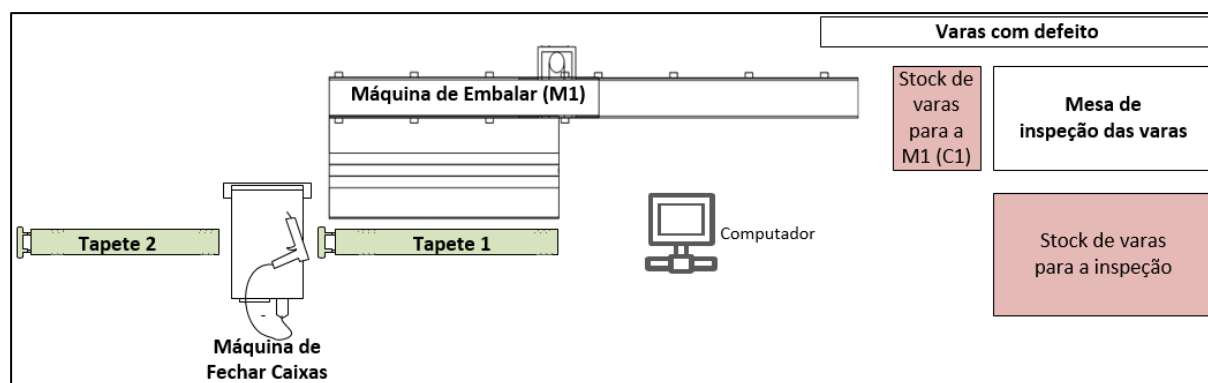 Varas com defeito
Máquina de Embalar (M1)
Stock de
varas
para a
M1 (C1)
Mesa de
inspeção das varas
Tapete 2
Tapete 1
Computador
Stock de varas
para a inspeção
Máquina de
Fechar Caixas